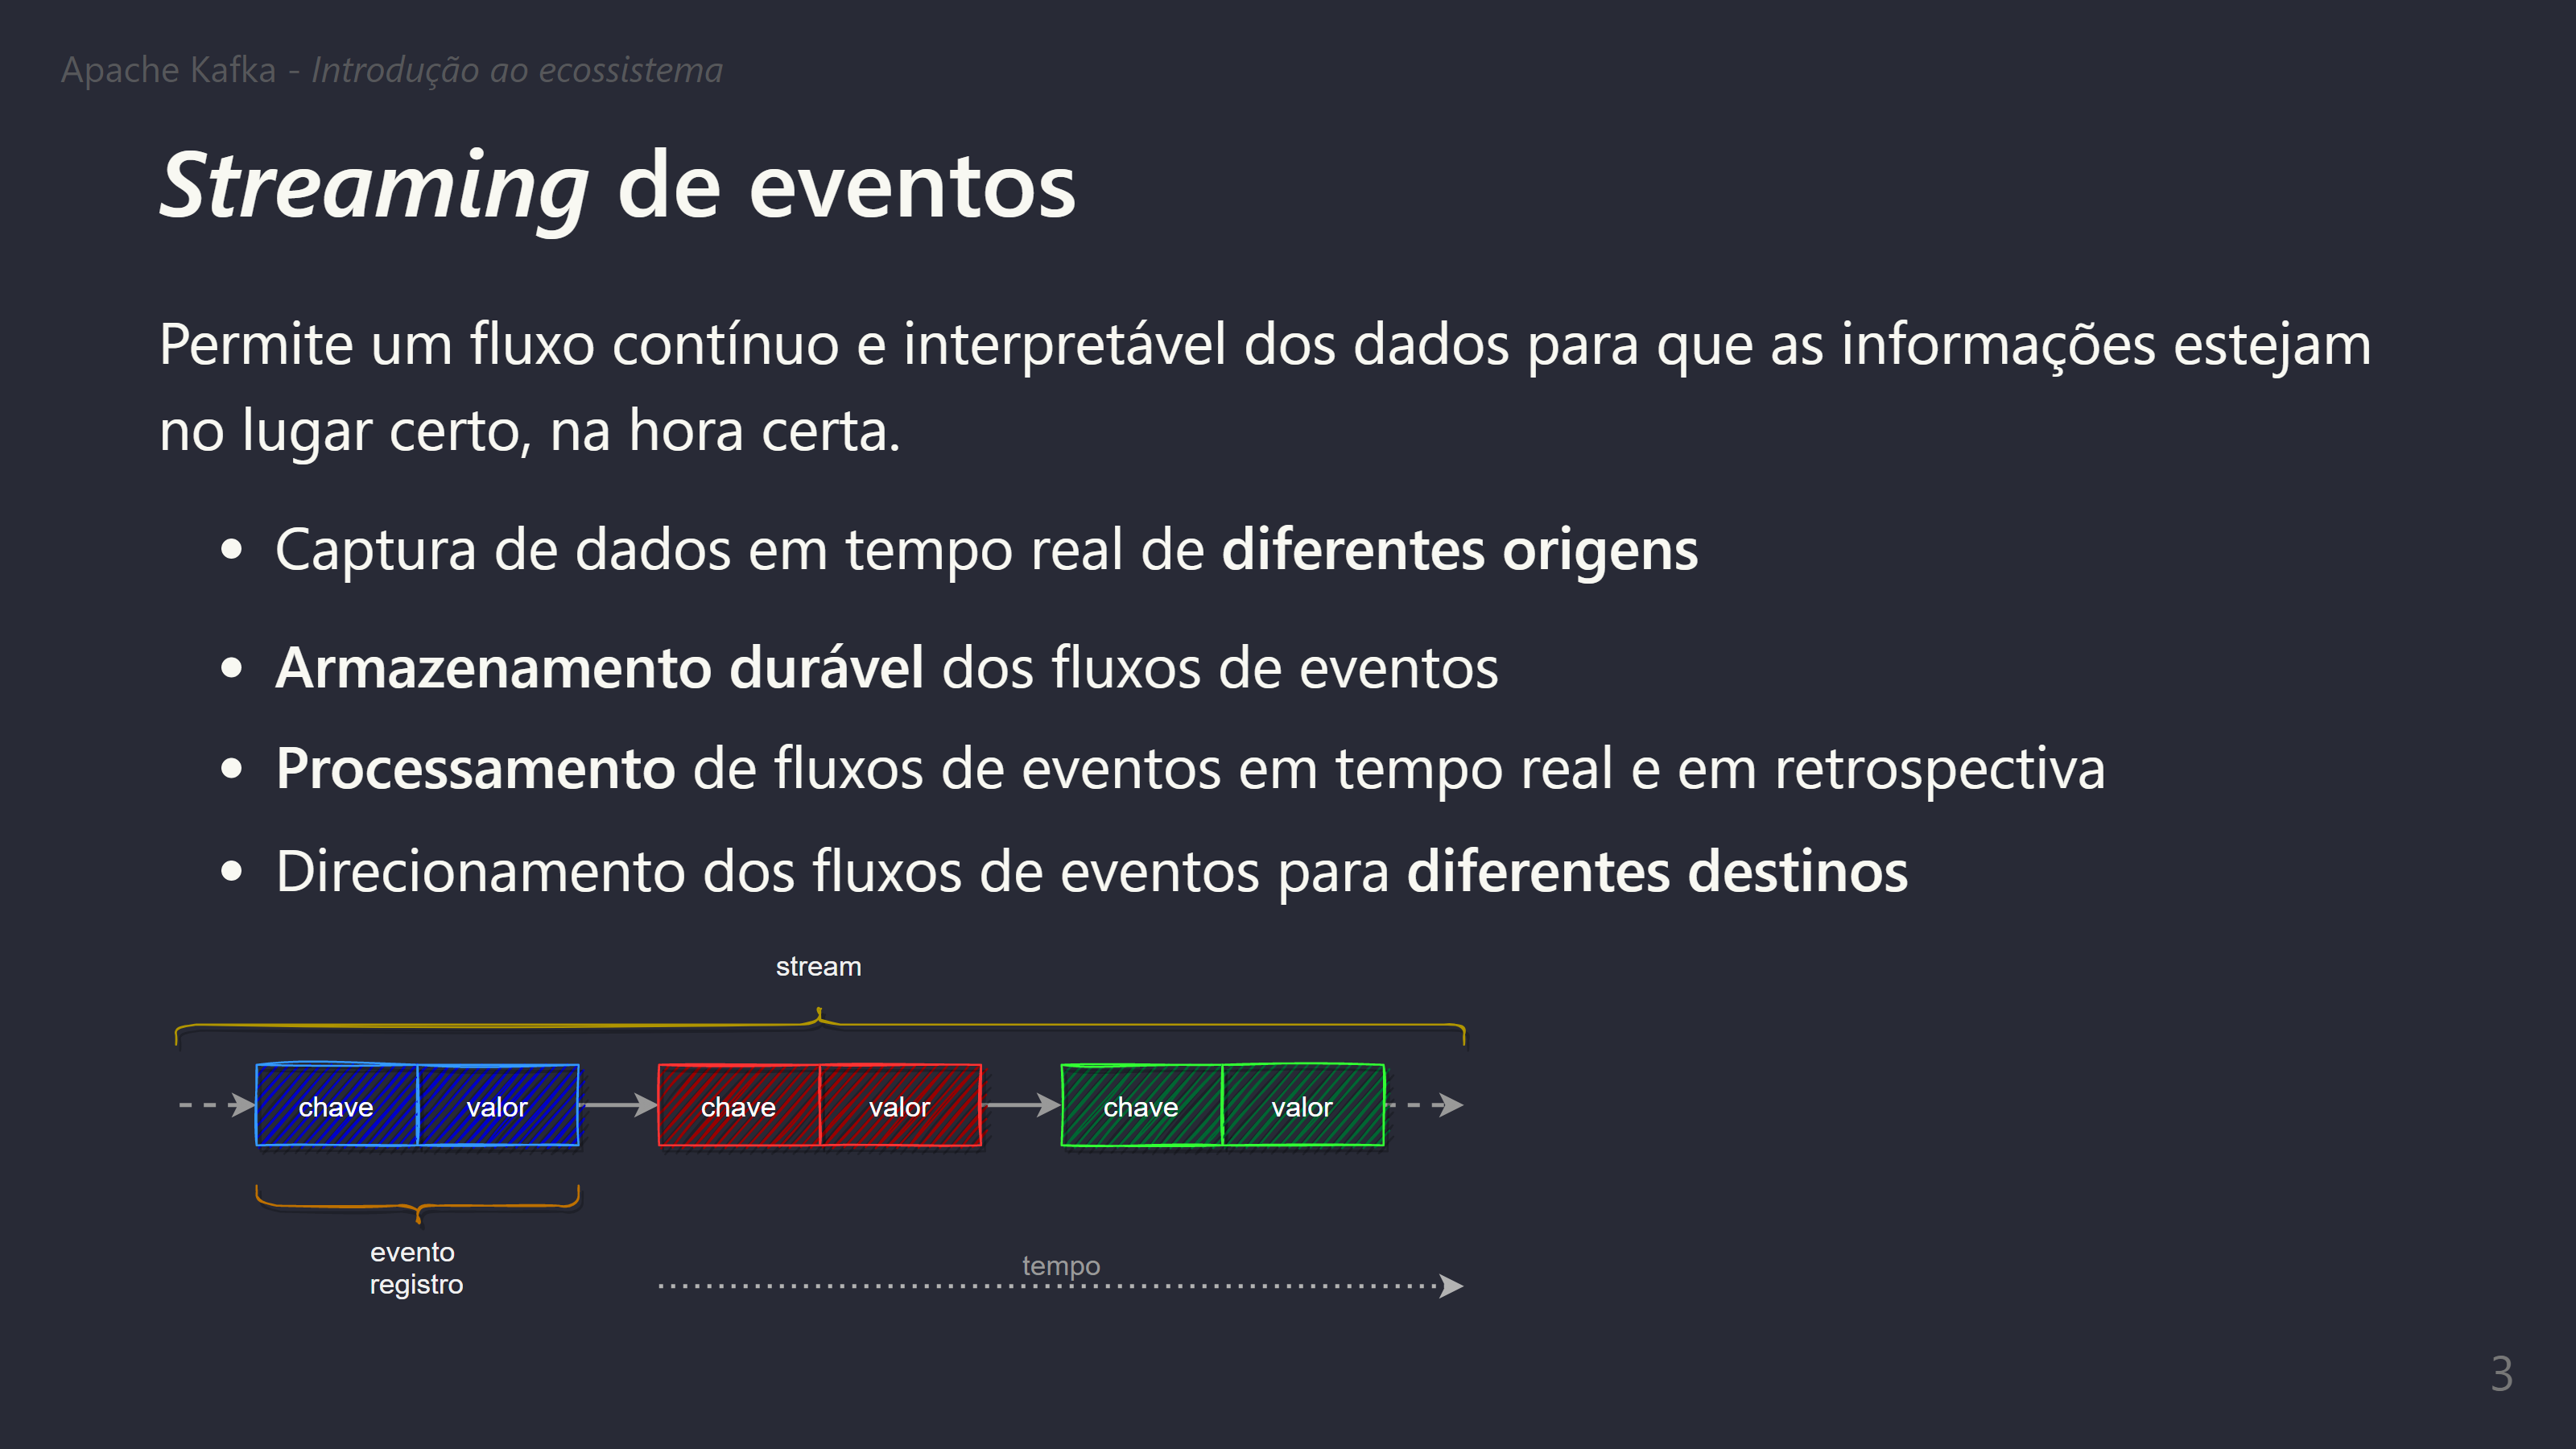 Apache Kafka - Introdução ao ecossistema
Streaming de eventos
Permite um fluxo contínuo e interpretável dos dados para que as informações estejam
no lugar certo, na hora certa.
• Captura de dados em tempo real de diferentes origens
• Armazenamento durável dos fluxos de eventos
• Processamento de fluxos de eventos em tempo real e em retrospectiva
• Direcionamento dos fluxos de eventos para diferentes destinos
stream
chave valor chave valor chave valor
evento
registro
tempo
3